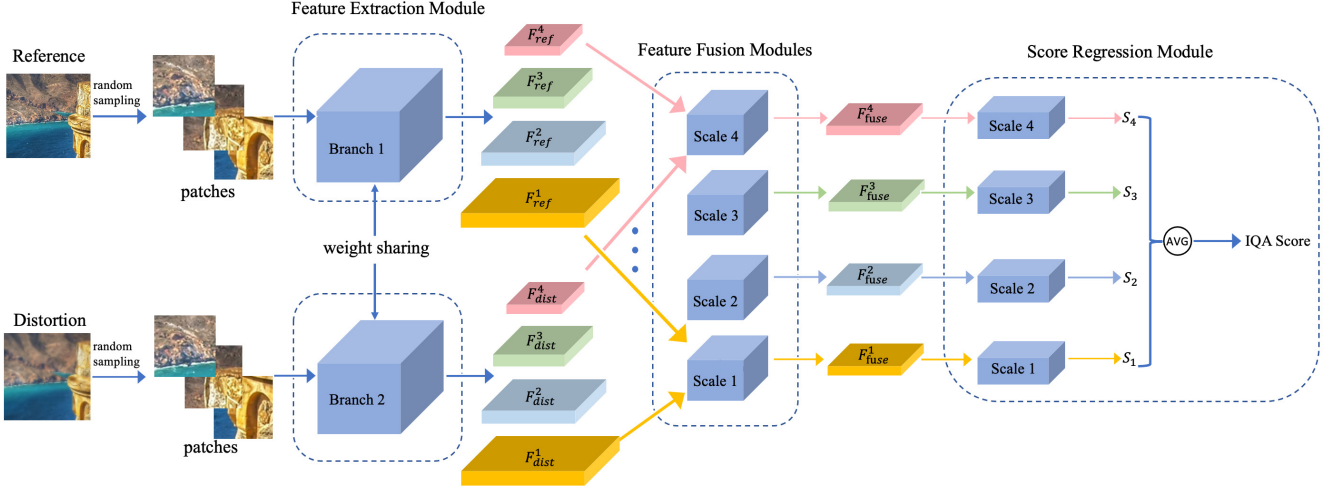 Feature Extraction Module
Reference
random
sampling
patches
Branch 1
F^4_ref
F^3_ref
F^2_ref
F^1_ref
weight sharing
Distortion
random
sampling
patches
Branch 2
F^4_dist
F^3_dist
F^2_dist
F^1_dist
Feature Fusion Modules
Scale 4
Scale 3
Scale 2
Scale 1
F^4_fuse
F^3_fuse
F^2_fuse
F^1_fuse
Score Regression Module
Scale 4
Scale 3
Scale 2
Scale 1
S_4
S_3
S_2
S_1
AVG
IQA Score